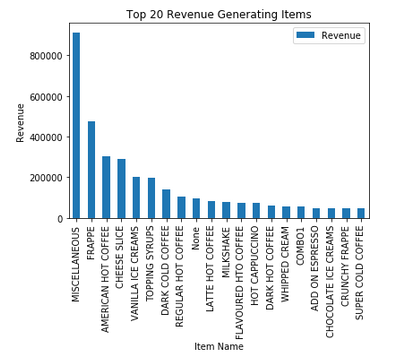 Top 20 Revenue Generating Items
Revenue
800000
600000
400000
200000
0
Revenue
MISCELLANEOUS
FRAPPE
AMERICAN HOT COFFEE
CHEESE SLICE
VANILLA ICE CREAMS
TOPPING SYRUPS
DARK COLD COFFEE
REGULAR HOT COFFEE
None
LATTE HOT COFFEE
MILKSHAKE
FLAVOURED HTO COFFEE
HOT CAPPUCCINO
DARK HOT COFFEE
WHIPPED CREAM
COMBO1
ADD ON ESPRESSO
CHOCOLATE ICE CREAMS
CRUNCHY FRAPPE
SUPER COLD COFFEE
Item Name